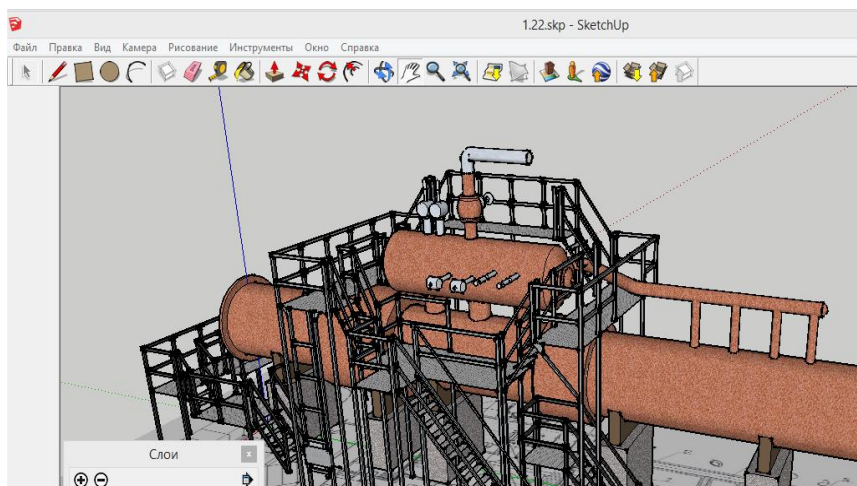 1.22.skp - SketchUp
Файл Правка Вид Камера Рисование Инструменты Окно Справка
Слои